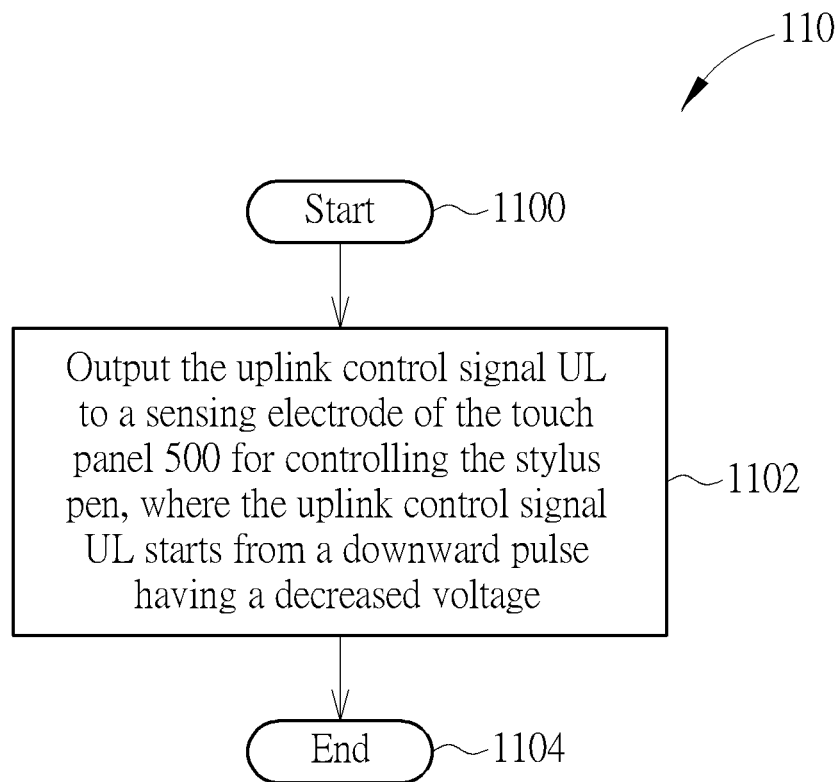 110
Start
1100
Output the uplink control signal UL
to a sensing electrode of the touch
panel 500 for controlling the stylus
pen, where the uplink control signal
UL starts from a downward pulse
having a decreased voltage
1102
End
1104